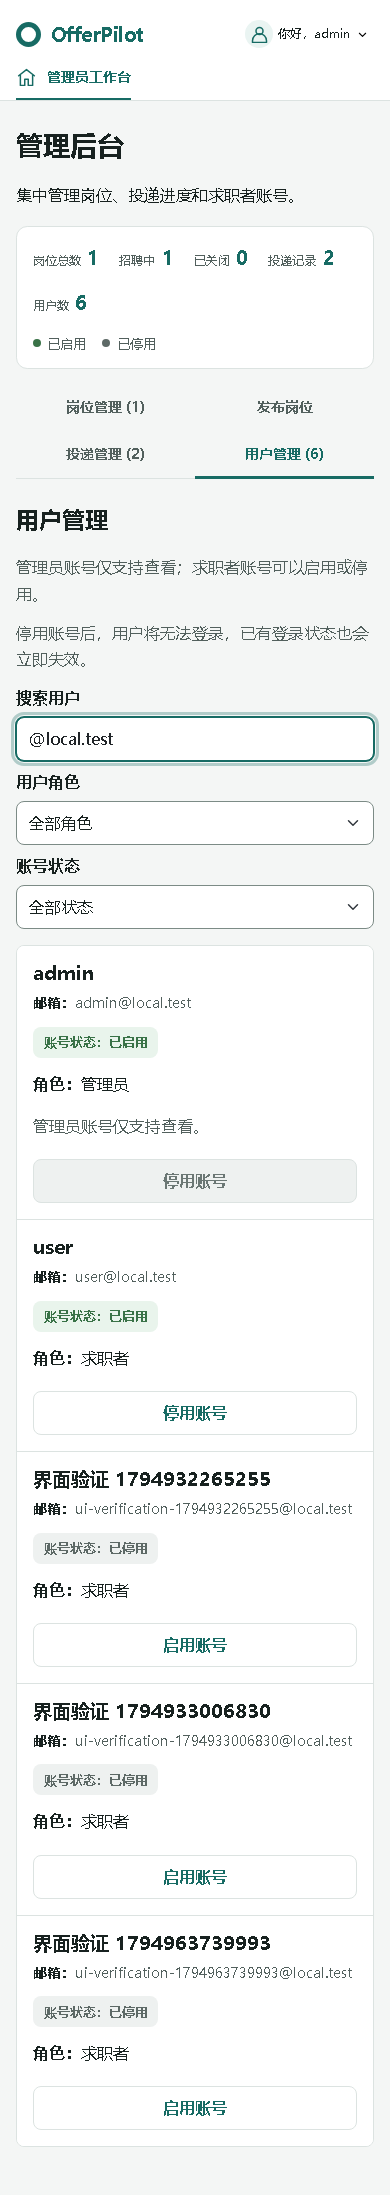 OfferPilot
你好，admin
管理员工作台
管理后台
集中管理岗位、投递进度和求职者账号。
岗位总数 1 招聘中 1 已关闭 0 投递记录 2
用户数 6
已启用 已停用
岗位管理 (1) 发布岗位
投递管理 (2) 用户管理 (6)
用户管理
管理员账号仅支持查看；求职者账号可以启用或停
用。
停用账号后，用户将无法登录，已有登录状态也会
立即失效。
搜索用户
@local.test
用户角色
全部角色
账号状态
全部状态
admin
邮箱：admin@local.test
账号状态：已启用
角色：管理员
管理员账号仅支持查看。
停用账号
user
邮箱：user@local.test
账号状态：已启用
角色：求职者
停用账号
界面验证 1794932265255
邮箱：ui-verification-1794932265255@local.test
账号状态：已停用
角色：求职者
启用账号
界面验证 1794933006830
邮箱：ui-verification-1794933006830@local.test
账号状态：已停用
角色：求职者
启用账号
界面验证 1794963739993
邮箱：ui-verification-1794963739993@local.test
账号状态：已停用
角色：求职者
启用账号